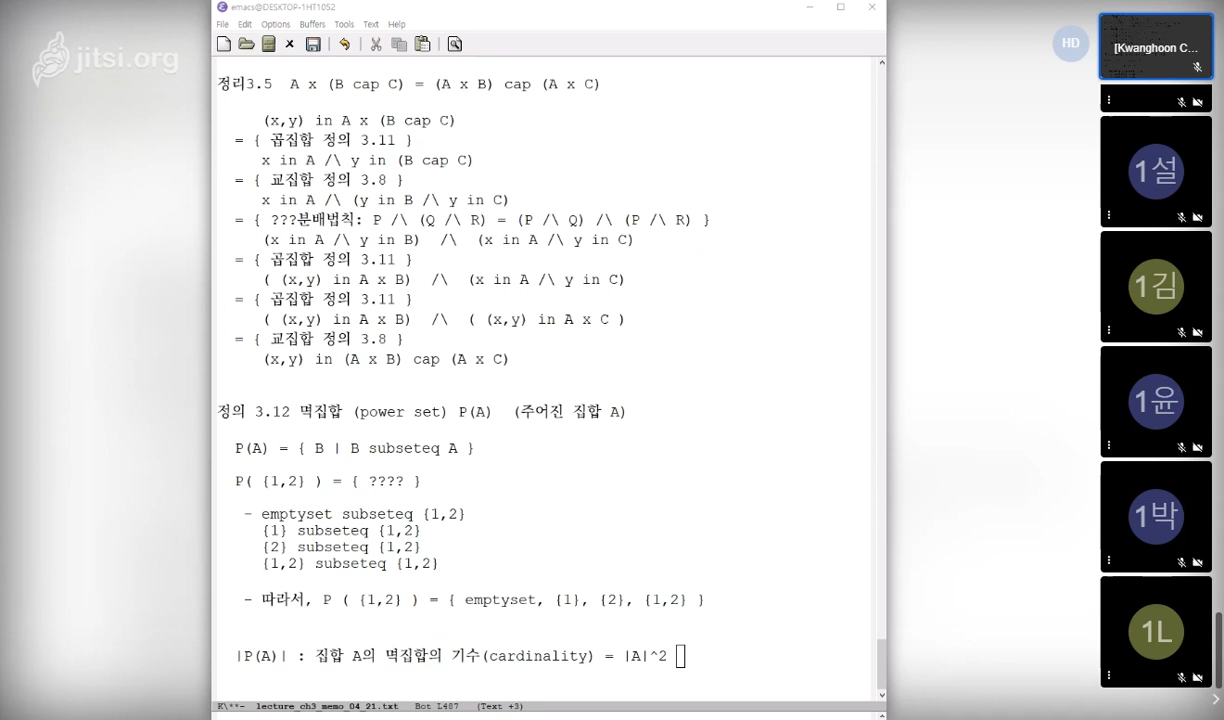 emacs@DESKTOP-1HT1052
File Edit Options Buffers Tools Text Help
jitsi.org
HD
[Kwanghoon C...
정리3.5 A x (B cap C) = (A x B) cap (A x C)
(x,y) in A x (B cap C)
= { 곱집합 정의 3.11 }
x in A /\ y in (B cap C)
= { 교집합 정의 3.8 }
x in A /\ (y in B /\ y in C)
= { ???분배법칙: P /\ (Q /\ R) = (P /\ Q) /\ (P /\ R) }
(x in A /\ y in B) /\ (x in A /\ y in C)
= { 곱집합 정의 3.11 }
( (x,y) in A x B) /\ (x in A /\ y in C)
= { 곱집합 정의 3.11 }
( (x,y) in A x B) /\ ( (x,y) in A x C )
= { 교집합 정의 3.8 }
(x,y) in (A x B) cap (A x C)
정의 3.12 멱집합 (power set) P(A) (주어진 집합 A)
P(A) = { B | B subseteq A }
P( {1,2} ) = { ???? }
- emptyset subseteq {1,2}
{1} subseteq {1,2}
{2} subseteq {1,2}
{1,2} subseteq {1,2}
- 따라서, P ( {1,2} ) = { emptyset, {1}, {2}, {1,2} }
|P(A)| : 집합 A의 멱집합의 기수(cardinality) = |A|^2
K\**- lecture_ch3_memo_04_21.txt Bot L487 (Text +3)
1설
1김
1윤
1박
1L